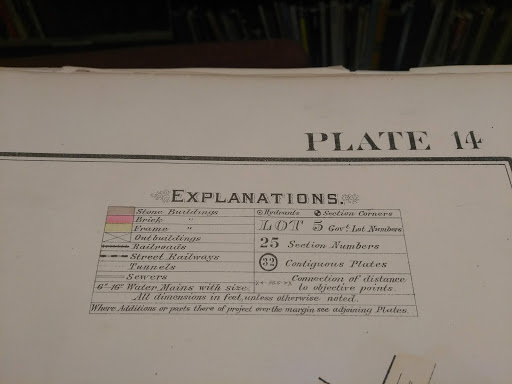 PLATE 14
EXPLANATIONS.
Stone Buildings
Brick "
Frame "
Outbuildings
Railroads
Street Railways
Tunnels
Sewers
6"-16" Water Mains with size.
Hydrants Section Corners
LOT 5 Gov't. Lot Numbers
25 Section Numbers
32 Contiguous Plates
Connection of distance
to objective points.
All dimensions in feet, unless otherwise noted.
Where Additions or parts there of project over the margin see adjoining Plates.